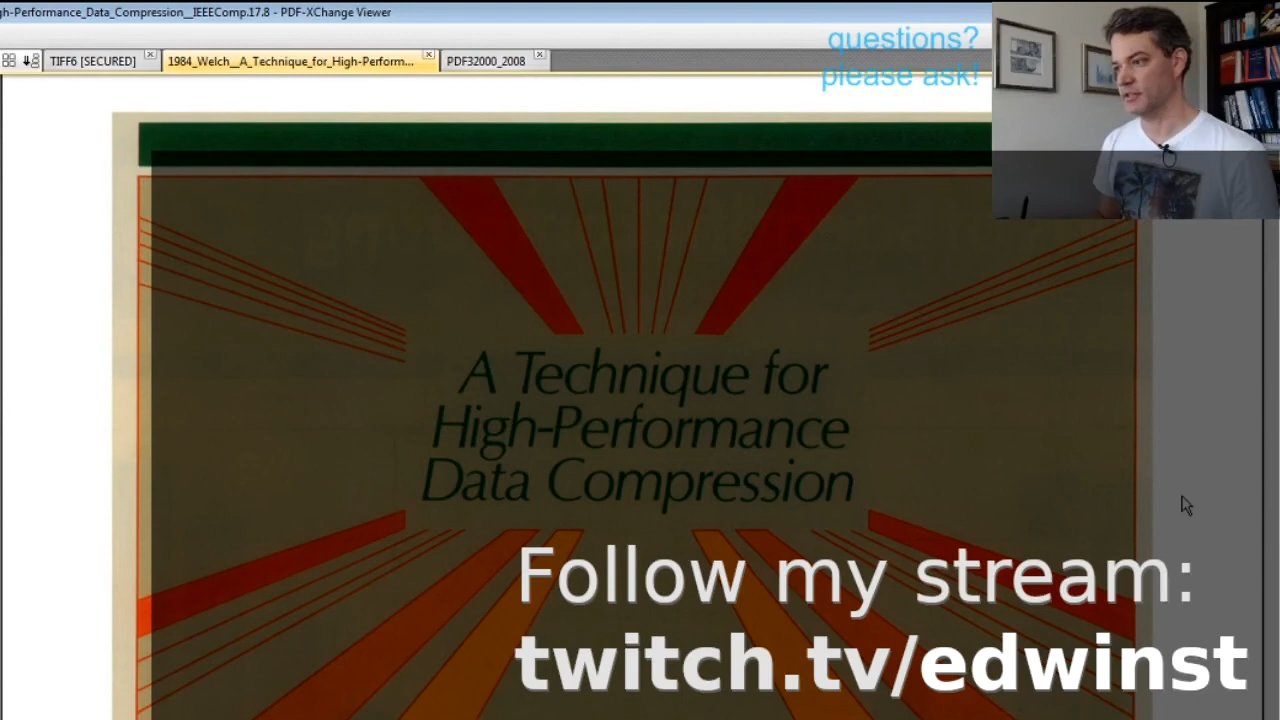 gh-Performance_Data_Compression__IEEEComp.17.8 - PDF-XChange Viewer
TIFF6 [SECURED]
1984_Welch__A_Technique_for_High-Perform...
PDF32000_2008
questions?
please ask!
A Technique for
High-Performance
Data Compression
Follow my stream:
twitch.tv/edwinst